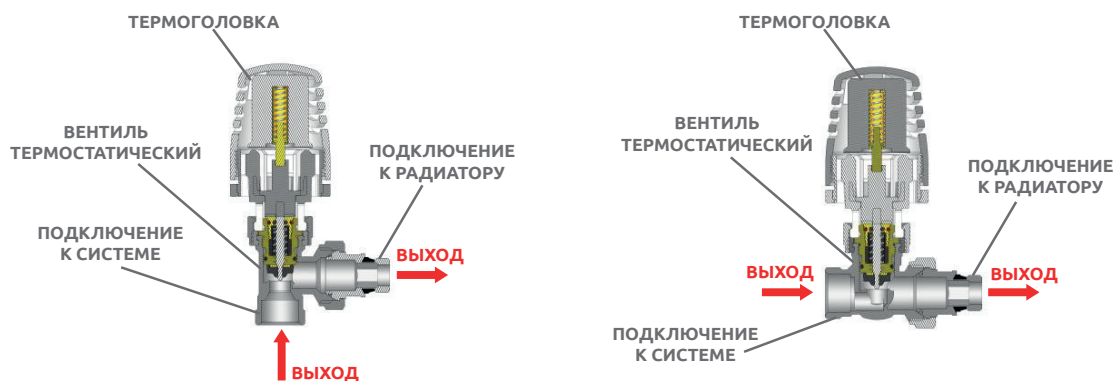 ТЕРМОГОЛОВКА
ВЕНТИЛЬ
ТЕРМОСТАТИЧЕСКИЙ
ПОДКЛЮЧЕНИЕ
К РАДИАТОРУ
ПОДКЛЮЧЕНИЕ
К СИСТЕМЕ
ВЫХОД
ВЫХОД
ТЕРМОГОЛОВКА
ВЕНТИЛЬ
ТЕРМОСТАТИЧЕСКИЙ
ПОДКЛЮЧЕНИЕ
К РАДИАТОРУ
ВЫХОД
ВЫХОД
ПОДКЛЮЧЕНИЕ
К СИСТЕМЕ